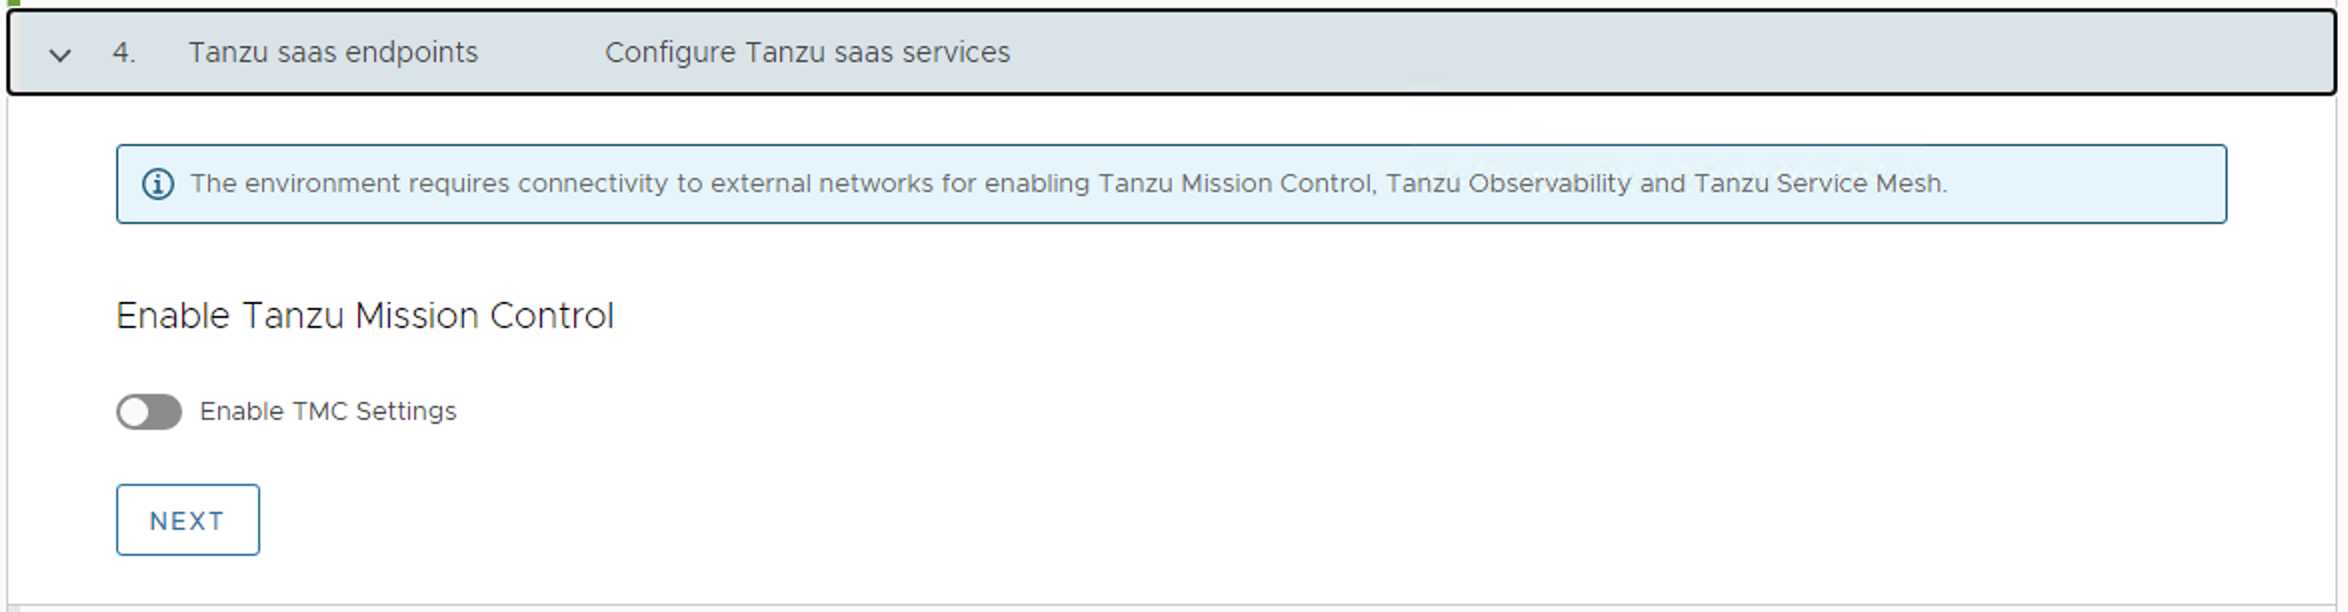 4. Tanzu saas endpoints Configure Tanzu saas services
The environment requires connectivity to external networks for enabling Tanzu Mission Control, Tanzu Observability and Tanzu Service Mesh.
Enable Tanzu Mission Control
Enable TMC Settings
NEXT